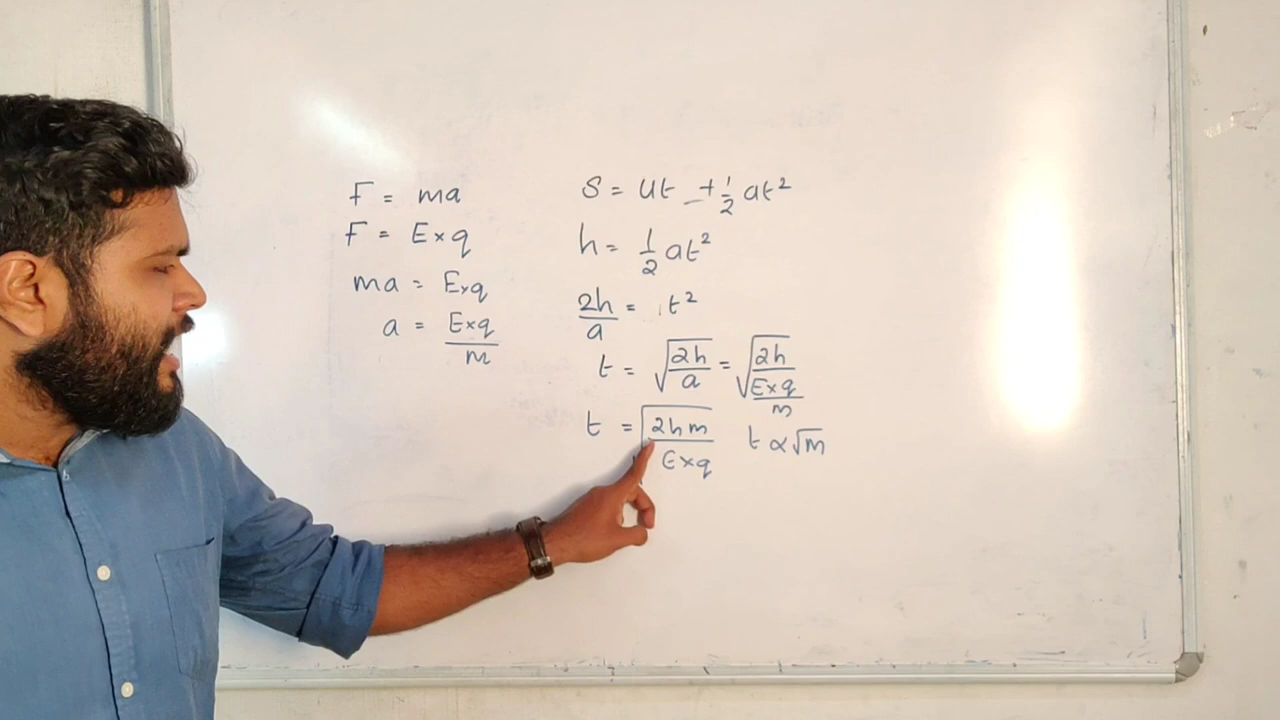 F = ma
F = E×q
ma = E×q
a = E×q/m
S = Ut + 1/2 at²
h = 1/2 at²
2h/a = t²
t = √(2h/a) = √(2h/(E×q/m))
t = √(2hm/E×q) t ∝ √m